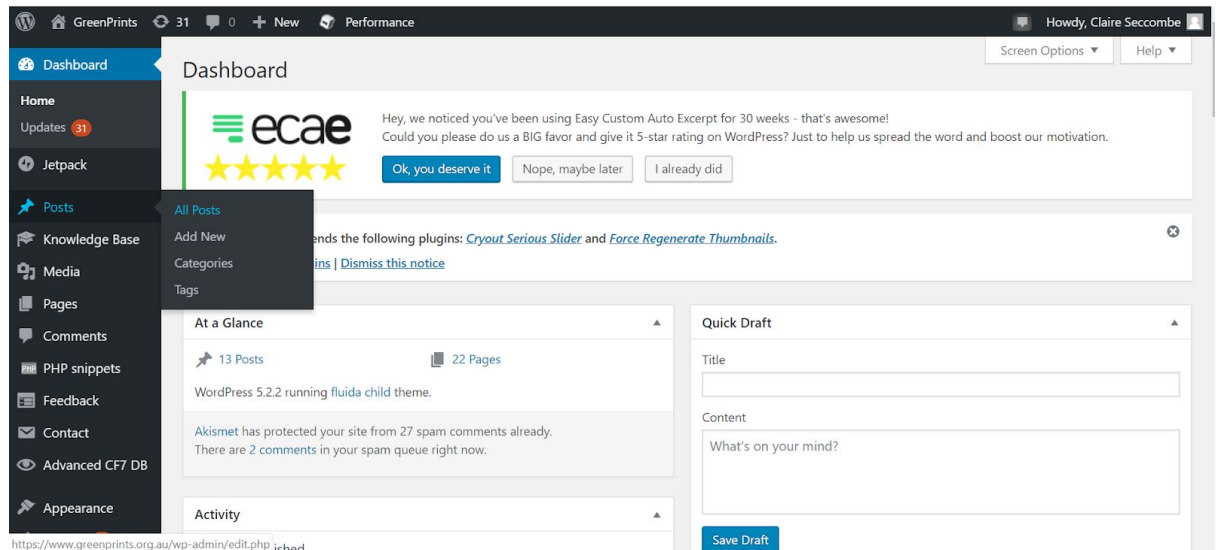 GreenPrints 31 0 + New Performance Howdy, Claire Seccombe
Screen Options ▼ Help ▼
Dashboard
Home
Updates 31
Jetpack
Posts
Knowledge Base
Media
Pages
Comments
PHP PHP snippets
Feedback
Contact
Advanced CF7 DB
Appearance
All Posts
Add New
Categories
Tags
Dashboard
ecae
Hey, we noticed you've been using Easy Custom Auto Excerpt for 30 weeks - that's awesome!
Could you please do us a BIG favor and give it 5-star rating on WordPress? Just to help us spread the word and boost our motivation.
Ok, you deserve it Nope, maybe later I already did
ends the following plugins: Cryout Serious Slider and Force Regenerate Thumbnails.
ins | Dismiss this notice
At a Glance
13 Posts 22 Pages
WordPress 5.2.2 running fluida child theme.
Akismet has protected your site from 27 spam comments already.
There are 2 comments in your spam queue right now.
Activity
ished
Quick Draft
Title
Content
What's on your mind?
Save Draft
https://www.greenprints.org.au/wp-admin/edit.php